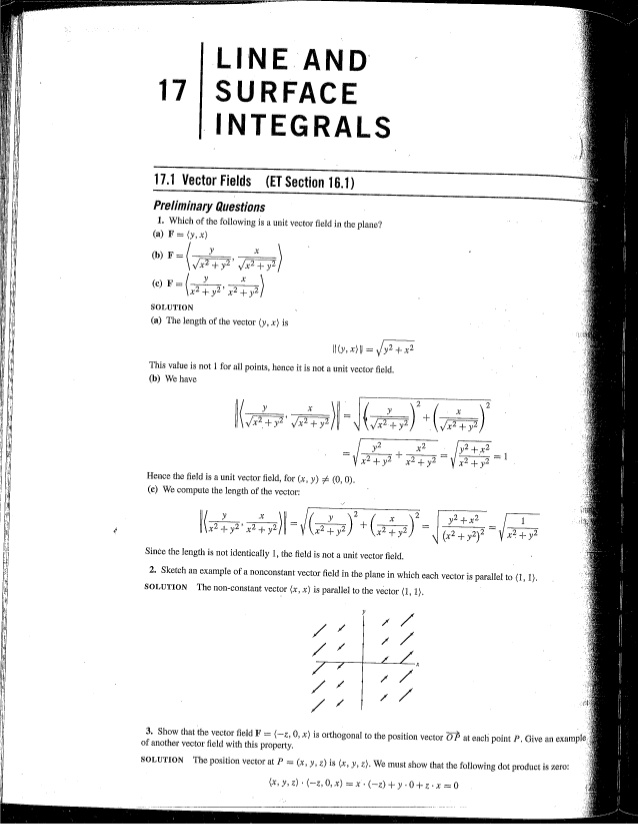 17
LINE AND
SURFACE
INTEGRALS
17.1 Vector Fields (ET Section 16.1)
Preliminary Questions
1. Which of the following is a unit vector field in the plane?
(a) F = ⟨y, x⟩
(b) F = ⟨y/√(x² + y²), x/√(x² + y²)⟩
(c) F = ⟨y/(x² + y²), x/(x² + y²)⟩
SOLUTION
(a) The length of the vector ⟨y, x⟩ is
‖⟨y, x⟩‖ = √(y² + x²)
This value is not 1 for all points, hence it is not a unit vector field.
(b) We have
‖⟨y/√(x² + y²), x/√(x² + y²)⟩‖ = √((y/√(x² + y²))² + (x/√(x² + y²))²)
= √(y²/(x² + y²) + x²/(x² + y²)) = √((y² + x²)/(x² + y²)) = 1
Hence the field is a unit vector field, for (x, y) ≠ (0, 0).
(c) We compute the length of the vector:
‖⟨y/(x² + y²), x/(x² + y²)⟩‖ = √((y/(x² + y²))² + (x/(x² + y²))²) = √((y² + x²)/(x² + y²)²) = √(1/(x² + y²))
Since the length is not identically 1, the field is not a unit vector field.
2. Sketch an example of a nonconstant vector field in the plane in which each vector is parallel to ⟨1, 1⟩.
SOLUTION The non-constant vector ⟨x, x⟩ is parallel to the vector ⟨1, 1⟩.
y
x
3. Show that the vector field F = ⟨−z, 0, x⟩ is orthogonal to the position vector OP⃗ at each point P. Give an example
of another vector field with this property.
SOLUTION The position vector at P = (x, y, z) is ⟨x, y, z⟩. We must show that the following dot product is zero:
⟨x, y, z⟩ · ⟨−z, 0, x⟩ = x · (−z) + y · 0 + z · x = 0